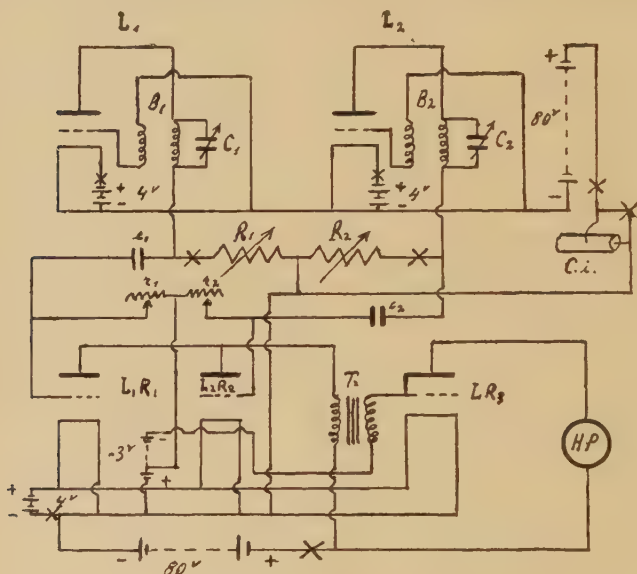 L₁ L₂
B₁ C₁
B₂ C₂
+ 80ᵛ -
+ - 4ᵛ
+ - 4ᵛ
R₁ R₂
C.i.
c₁
r₁ r₂
c₂
L₁R₁ L₂R₂ T₂ LR₃
HP
-3ᵛ - +
+ - 4ᵛ
- 80ᵛ +